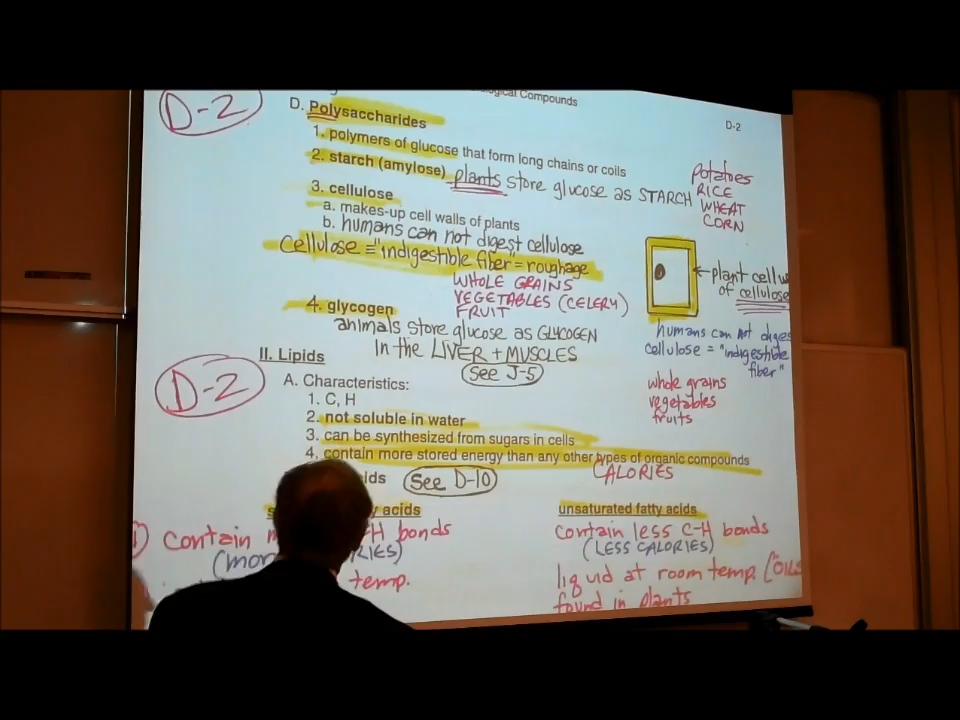 D-2
Compounds
D-2
D. Polysaccharides
1. polymers of glucose that form long chains or coils
2. starch (amylose) plants store glucose as STARCH
potatoes
RICE
WHEAT
CORN
3. cellulose
a. makes-up cell walls of plants
b. humans can not digest cellulose
cellulose = "indigestible fiber" = roughage
WHOLE GRAINS
VEGETABLES (CELERY)
FRUIT
←plant cell
of cellulose
4. glycogen
animals store glucose as GLYCOGEN
in the LIVER + MUSCLES
See J-5
humans can not
cellulose = "indigestible
fiber"
whole grains
vegetables
fruits
D-2
II. Lipids
A. Characteristics:
1. C, H
2. not soluble in water
3. can be synthesized from sugars in cells
4. contain more stored energy than any other types of organic compounds
CALORIES
See D-10
acids
contain
bonds
temp.
unsaturated fatty acids
contain less C-H bonds
(LESS CALORIES)
liquid at room temp. ("OILS
found in plants